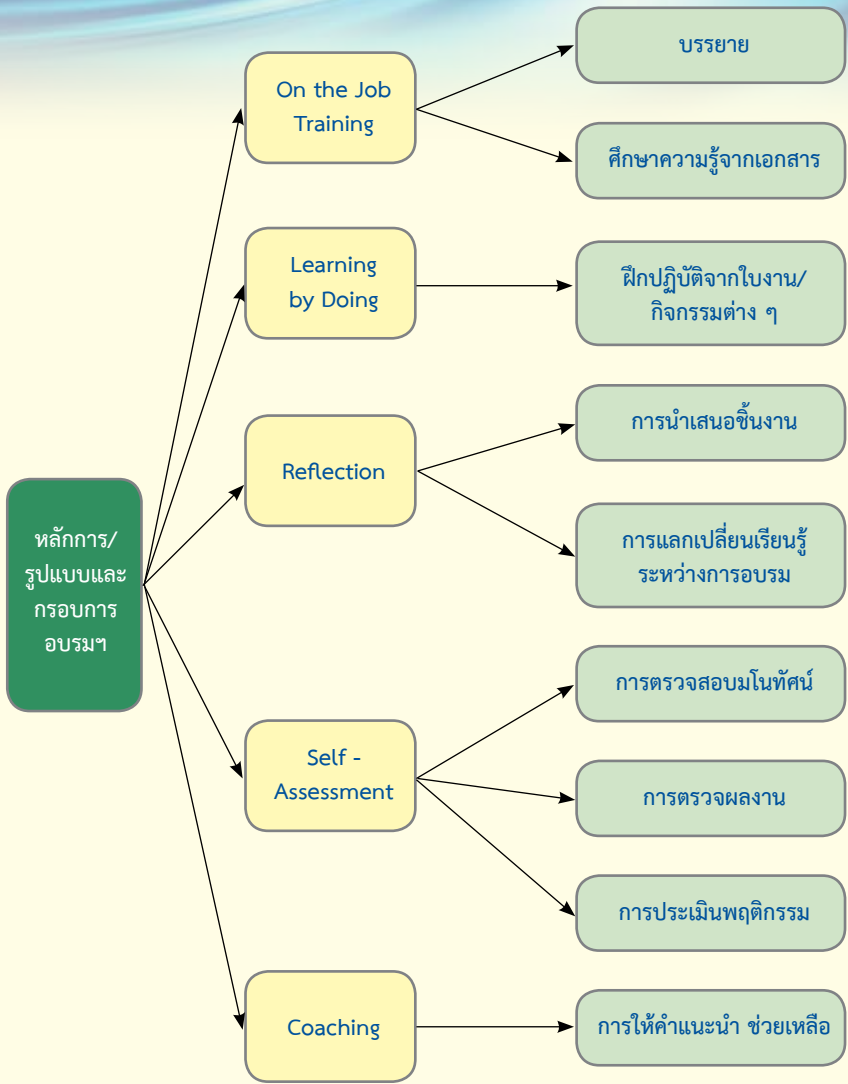 หลักการ/
รูปแบบและ
กรอบการ
อบรมฯ
On the Job
Training
บรรยาย
ศึกษาความรู้จากเอกสาร
Learning
by Doing
ฝึกปฏิบัติจากใบงาน/
กิจกรรมต่าง ๆ
Reflection
การนำเสนอชิ้นงาน
การแลกเปลี่ยนเรียนรู้
ระหว่างการอบรม
Self -
Assessment
การตรวจสอบมโนทัศน์
การตรวจผลงาน
การประเมินพฤติกรรม
Coaching
การให้คำแนะนำ ช่วยเหลือ